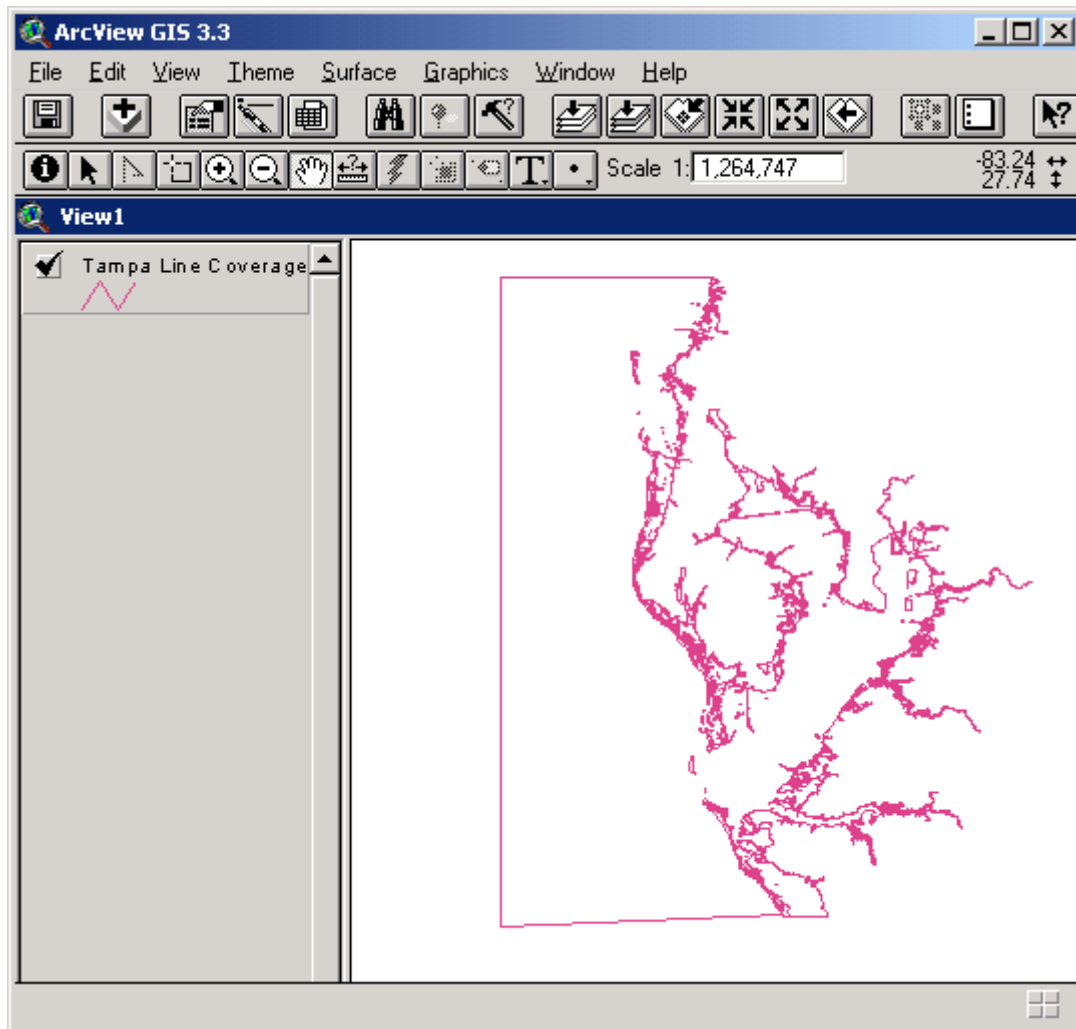 ArcView GIS 3.3
File Edit View Theme Surface Graphics Window Help
Scale 1: 1,264,747
-83.24
27.74
View1
Tampa Line Coverage